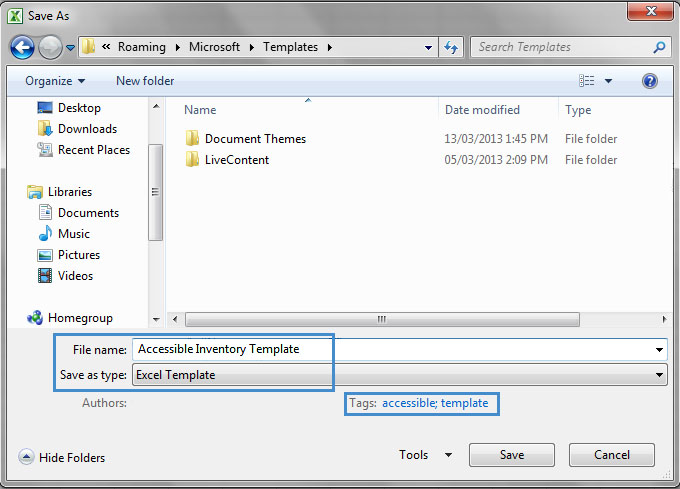 Save As
« Roaming Microsoft Templates Search Templates
Organize New folder
Desktop
Downloads
Recent Places
Libraries
Documents
Music
Pictures
Videos
Homegroup
Name Date modified Type
Document Themes 13/03/2013 1:45 PM File folder
LiveContent 05/03/2013 2:09 PM File folder
File name: Accessible Inventory Template
Save as type: Excel Template
Authors: Tags: accessible; template
Hide Folders Tools Save Cancel